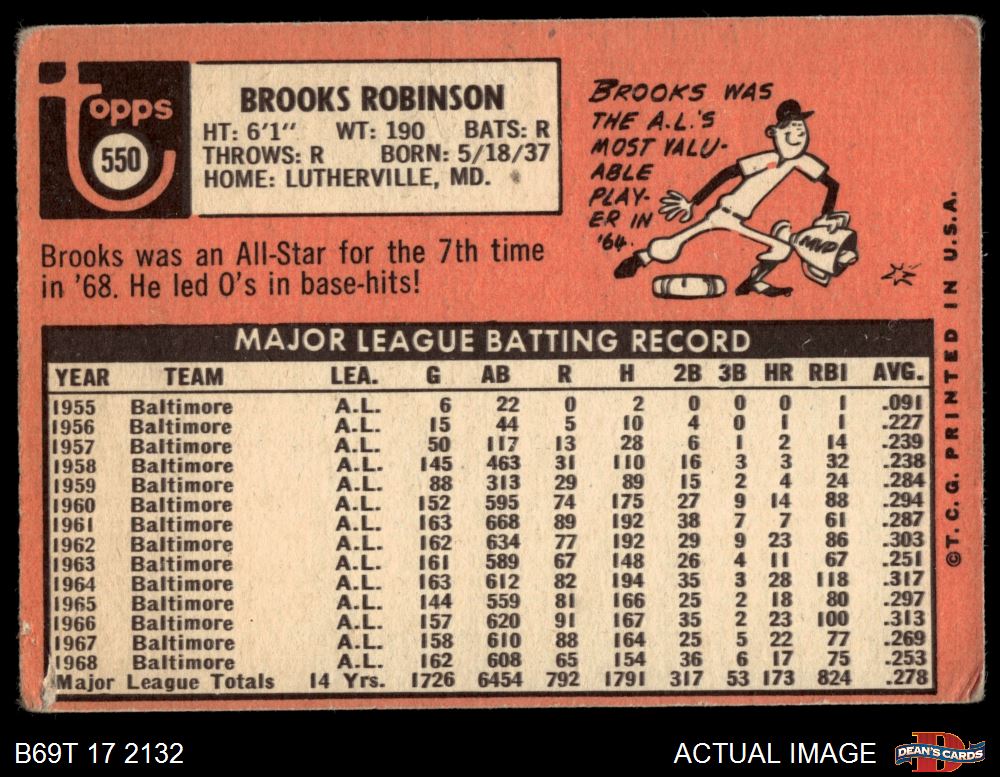 Topps
550
BROOKS ROBINSON
HT: 6'1" WT: 190 BATS: R
THROWS: R BORN: 5/18/37
HOME: LUTHERVILLE, MD.
Brooks was an All-Star for the 7th time
in '68. He led O's in base-hits!
BROOKS WAS
THE A.L.'S
MOST VALU-
ABLE
PLAY-
ER IN
'64.
MVP
MAJOR LEAGUE BATTING RECORD
YEAR TEAM LEA. G AB R H 2B 3B HR RBI AVG.
1955 Baltimore A.L. 6 22 0 2 0 0 0 1 .091
1956 Baltimore A.L. 15 44 5 10 4 0 1 1 .227
1957 Baltimore A.L. 50 117 13 28 6 1 2 14 .239
1958 Baltimore A.L. 145 463 31 110 16 3 3 32 .238
1959 Baltimore A.L. 88 313 29 89 15 2 4 24 .284
1960 Baltimore A.L. 152 595 74 175 27 9 14 88 .294
1961 Baltimore A.L. 163 668 89 192 38 7 7 61 .287
1962 Baltimore A.L. 162 634 77 192 29 9 23 86 .303
1963 Baltimore A.L. 161 589 67 148 26 4 11 67 .251
1964 Baltimore A.L. 163 612 82 194 35 3 28 118 .317
1965 Baltimore A.L. 144 559 81 166 25 2 18 80 .297
1966 Baltimore A.L. 157 620 91 167 35 2 23 100 .313
1967 Baltimore A.L. 158 610 88 164 25 5 22 77 .269
1968 Baltimore A.L. 162 608 65 154 36 6 17 75 .253
Major League Totals 14 Yrs. 1726 6454 792 1791 317 53 173 824 .278
©T.C.G. PRINTED IN U.S.A.
B69T 17 2132
ACTUAL IMAGE
D
DEAN'S CARDS